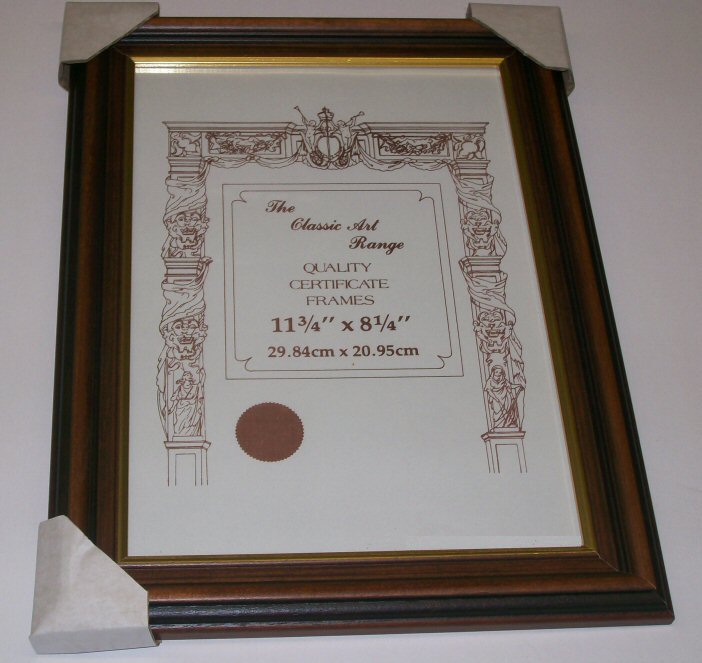 The
Classic Art
Range
QUALITY
CERTIFICATE
FRAMES
11¾" x 8¼"
29.84cm x 20.95cm